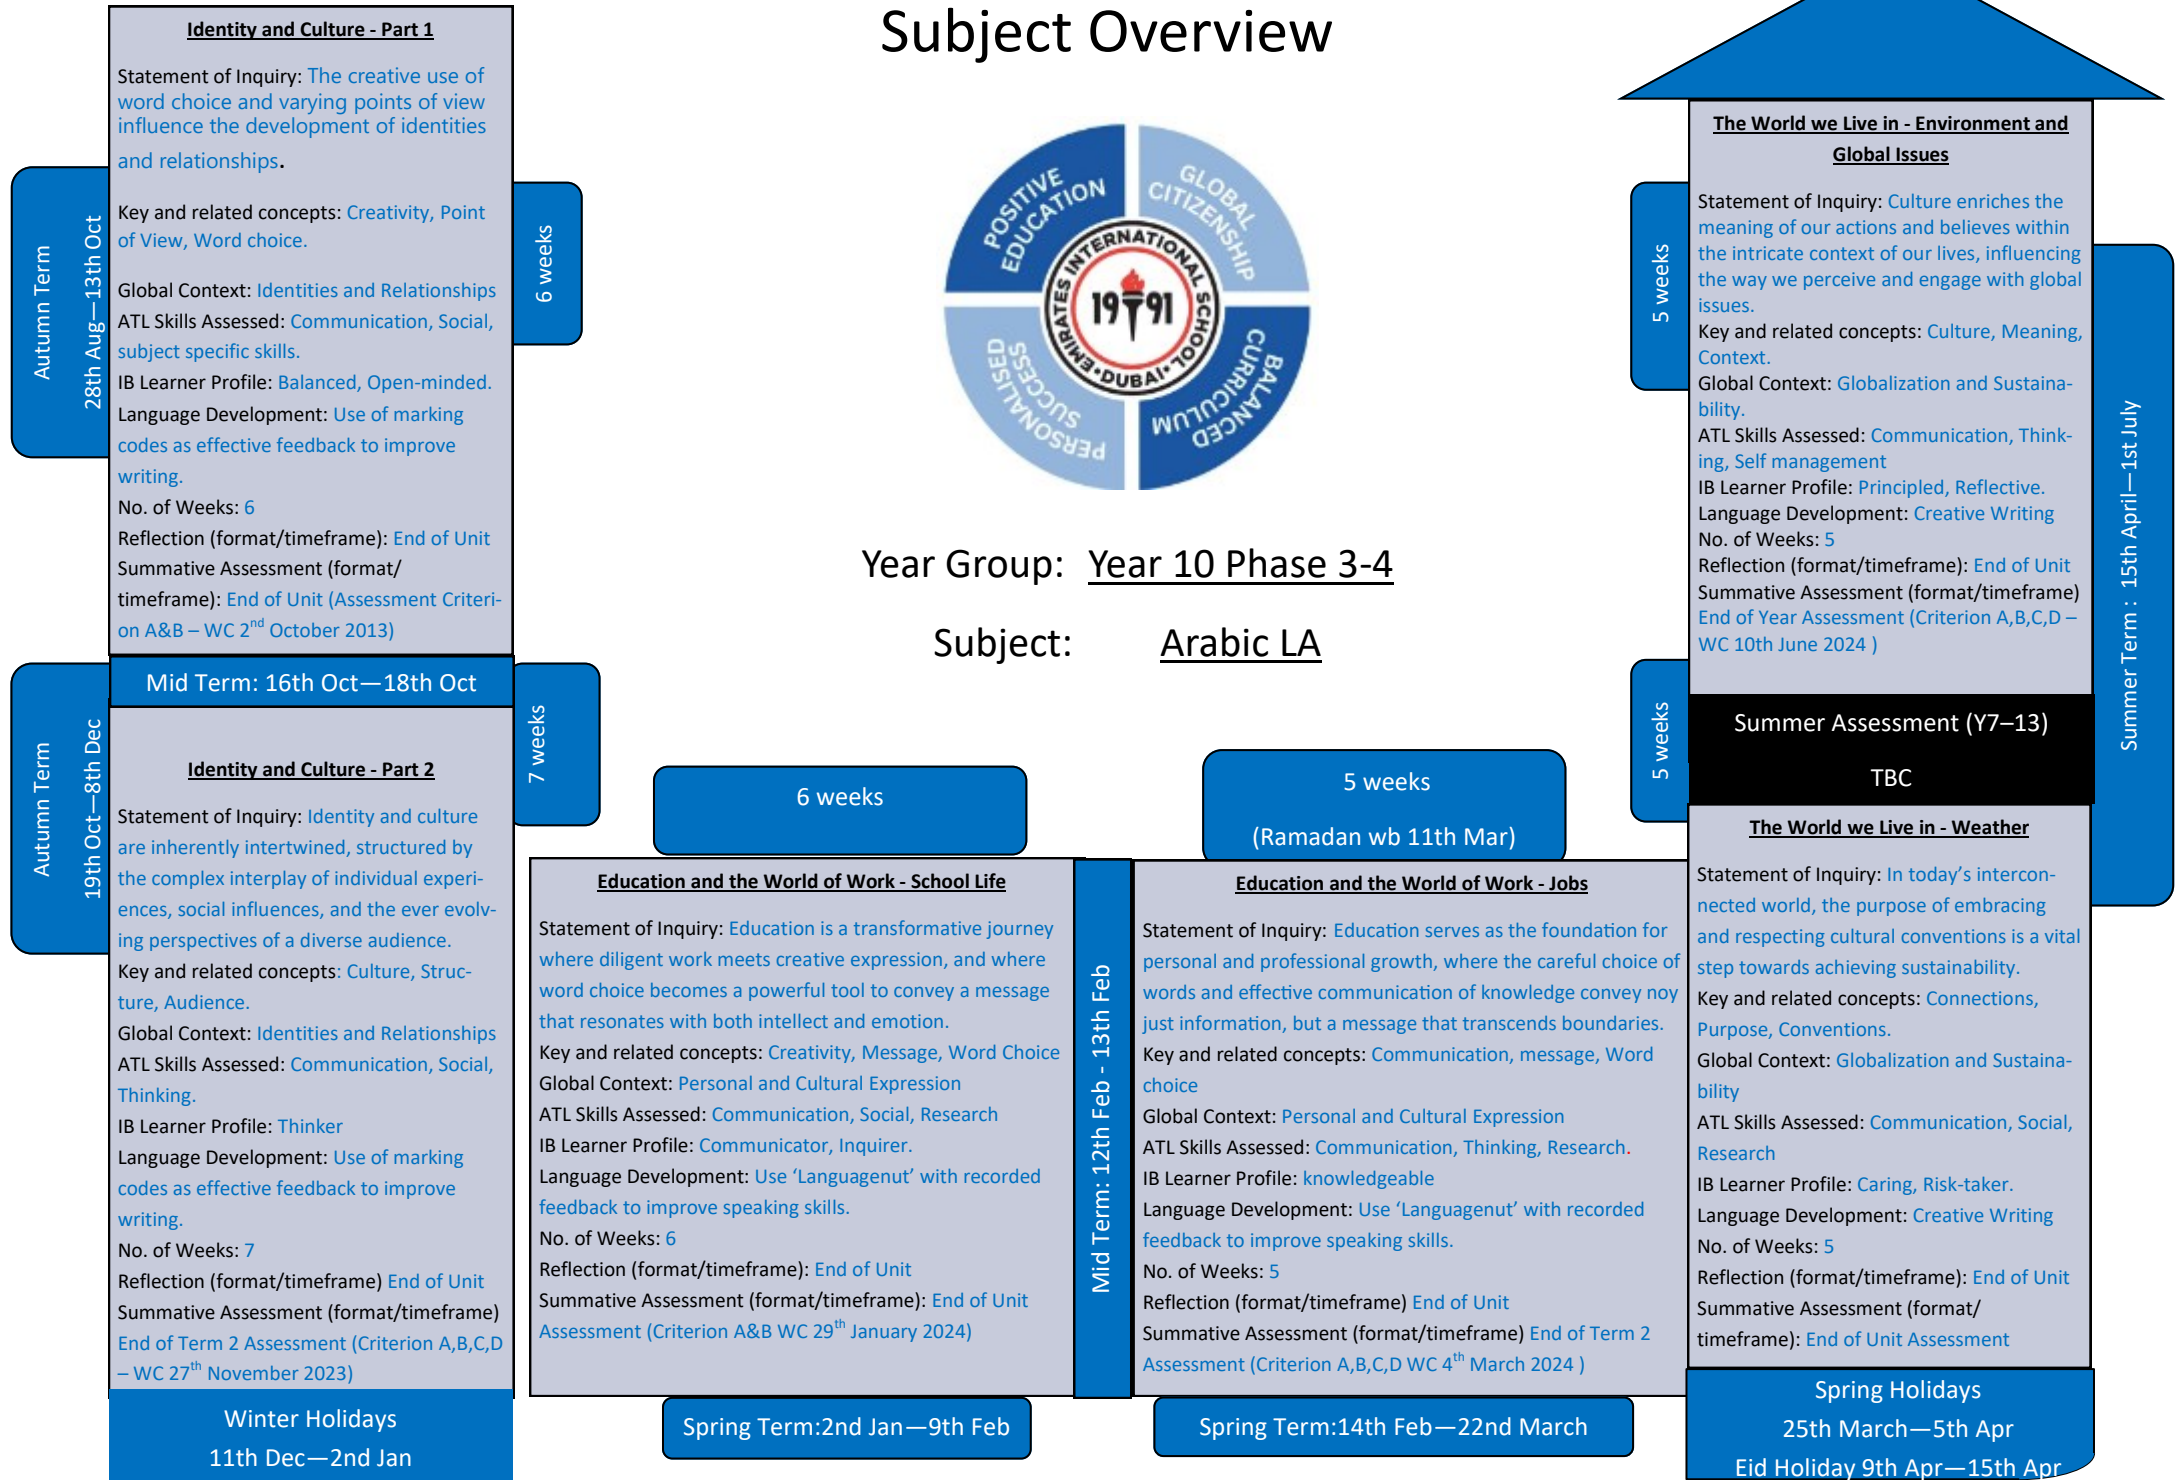 Subject Overview
POSITIVE EDUCATION
GLOBAL CITIZENSHIP
PERSONALISED SUCCESS
BALANCED CURRICULUM
EMIRATES INTERNATIONAL SCHOOL
•DUBAI•
1991
Year Group: Year 10 Phase 3-4
Subject: Arabic LA
Autumn Term
28th Aug—13th Oct
6 weeks
Identity and Culture - Part 1
Statement of Inquiry: The creative use of
word choice and varying points of view
influence the development of identities
and relationships.
Key and related concepts: Creativity, Point
of View, Word choice.
Global Context: Identities and Relationships
ATL Skills Assessed: Communication, Social,
subject specific skills.
IB Learner Profile: Balanced, Open-minded.
Language Development: Use of marking
codes as effective feedback to improve
writing.
No. of Weeks: 6
Reflection (format/timeframe): End of Unit
Summative Assessment (format/
timeframe): End of Unit (Assessment Criteri-
on A&B – WC 2nd October 2013)
Mid Term: 16th Oct—18th Oct
Autumn Term
19th Oct—8th Dec
7 weeks
Identity and Culture - Part 2
Statement of Inquiry: Identity and culture
are inherently intertwined, structured by
the complex interplay of individual experi-
ences, social influences, and the ever evolv-
ing perspectives of a diverse audience.
Key and related concepts: Culture, Struc-
ture, Audience.
Global Context: Identities and Relationships
ATL Skills Assessed: Communication, Social,
Thinking.
IB Learner Profile: Thinker
Language Development: Use of marking
codes as effective feedback to improve
writing.
No. of Weeks: 7
Reflection (format/timeframe) End of Unit
Summative Assessment (format/timeframe)
End of Term 2 Assessment (Criterion A,B,C,D
– WC 27th November 2023)
Winter Holidays
11th Dec—2nd Jan
6 weeks
Education and the World of Work - School Life
Statement of Inquiry: Education is a transformative journey
where diligent work meets creative expression, and where
word choice becomes a powerful tool to convey a message
that resonates with both intellect and emotion.
Key and related concepts: Creativity, Message, Word Choice
Global Context: Personal and Cultural Expression
ATL Skills Assessed: Communication, Social, Research
IB Learner Profile: Communicator, Inquirer.
Language Development: Use ‘Languagenut’ with recorded
feedback to improve speaking skills.
No. of Weeks: 6
Reflection (format/timeframe): End of Unit
Summative Assessment (format/timeframe): End of Unit
Assessment (Criterion A&B WC 29th January 2024)
Spring Term:2nd Jan—9th Feb
Mid Term: 12th Feb - 13th Feb
5 weeks
(Ramadan wb 11th Mar)
Education and the World of Work - Jobs
Statement of Inquiry: Education serves as the foundation for
personal and professional growth, where the careful choice of
words and effective communication of knowledge convey noy
just information, but a message that transcends boundaries.
Key and related concepts: Communication, message, Word
choice
Global Context: Personal and Cultural Expression
ATL Skills Assessed: Communication, Thinking, Research.
IB Learner Profile: knowledgeable
Language Development: Use ‘Languagenut’ with recorded
feedback to improve speaking skills.
No. of Weeks: 5
Reflection (format/timeframe) End of Unit
Summative Assessment (format/timeframe) End of Term 2
Assessment (Criterion A,B,C,D WC 4th March 2024 )
Spring Term:14th Feb—22nd March
5 weeks
The World we Live in - Environment and
Global Issues
Statement of Inquiry: Culture enriches the
meaning of our actions and believes within
the intricate context of our lives, influencing
the way we perceive and engage with global
issues.
Key and related concepts: Culture, Meaning,
Context.
Global Context: Globalization and Sustaina-
bility.
ATL Skills Assessed: Communication, Think-
ing, Self management
IB Learner Profile: Principled, Reflective.
Language Development: Creative Writing
No. of Weeks: 5
Reflection (format/timeframe): End of Unit
Summative Assessment (format/timeframe)
End of Year Assessment (Criterion A,B,C,D –
WC 10th June 2024 )
Summer Term : 15th April—1st July
Summer Assessment (Y7–13)
TBC
5 weeks
The World we Live in - Weather
Statement of Inquiry: In today’s intercon-
nected world, the purpose of embracing
and respecting cultural conventions is a vital
step towards achieving sustainability.
Key and related concepts: Connections,
Purpose, Conventions.
Global Context: Globalization and Sustaina-
bility
ATL Skills Assessed: Communication, Social,
Research
IB Learner Profile: Caring, Risk-taker.
Language Development: Creative Writing
No. of Weeks: 5
Reflection (format/timeframe): End of Unit
Summative Assessment (format/
timeframe): End of Unit Assessment
Spring Holidays
25th March—5th Apr
Eid Holiday 9th Apr—15th Apr